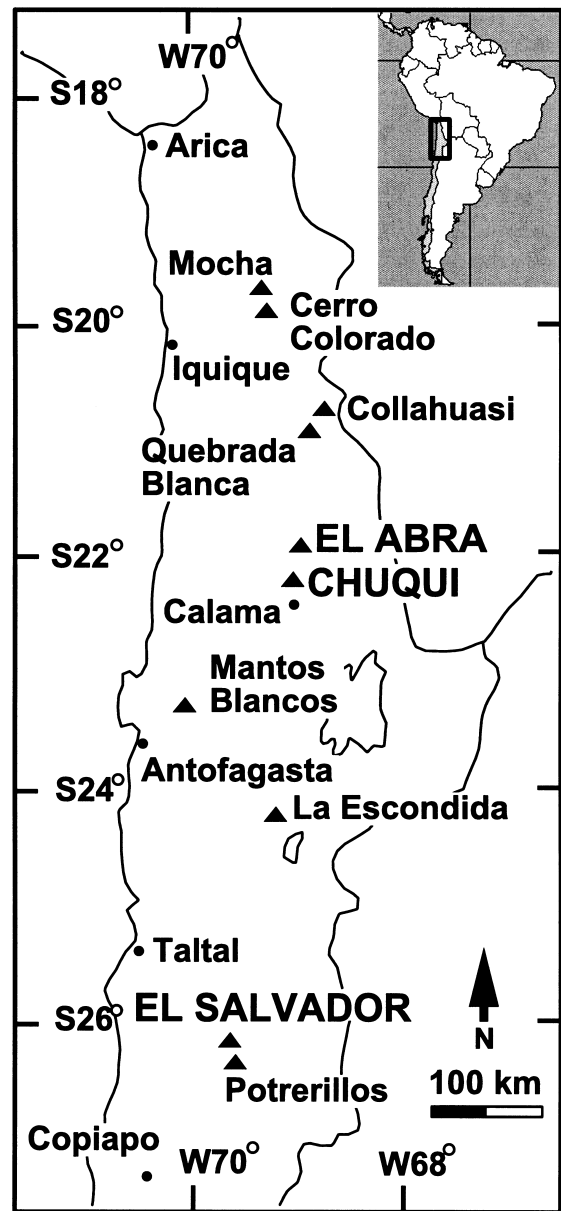 W70°
S18°
Arica
Mocha
Cerro
Colorado
S20°
Iquique
Collahuasi
Quebrada
Blanca
S22°
EL ABRA
CHUQUI
Calama
Mantos
Blancos
Antofagasta
S24°
La Escondida
Taltal
S26°
EL SALVADOR
N
Potrerillos
100 km
Copiapo
W70°
W68°